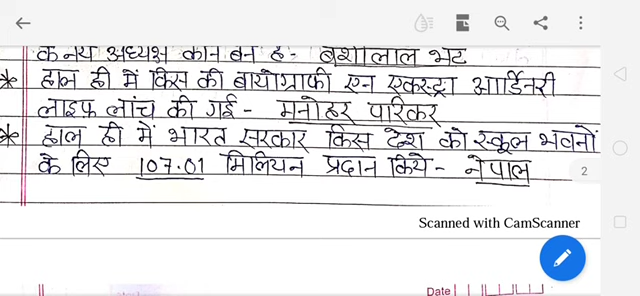 के नये अध्यक्ष कौन बने है - बंशीलाल भट
* हाल ही में किस की बायोग्राफी एन एकस्ट्रा आर्डिनरी
लाइफ लांच की गई - मनोहर पारिकर
* हाल ही में भारत सरकार किस देश को स्कूल भवनों
के लिए 107.01 मिलियन प्रदान किये - नेपाल
2
Scanned with CamScanner
Date